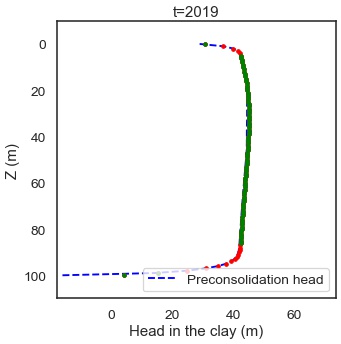 t=2019
0
20
40
60
80
100
Z (m)
Preconsolidation head
0 20 40 60
Head in the clay (m)